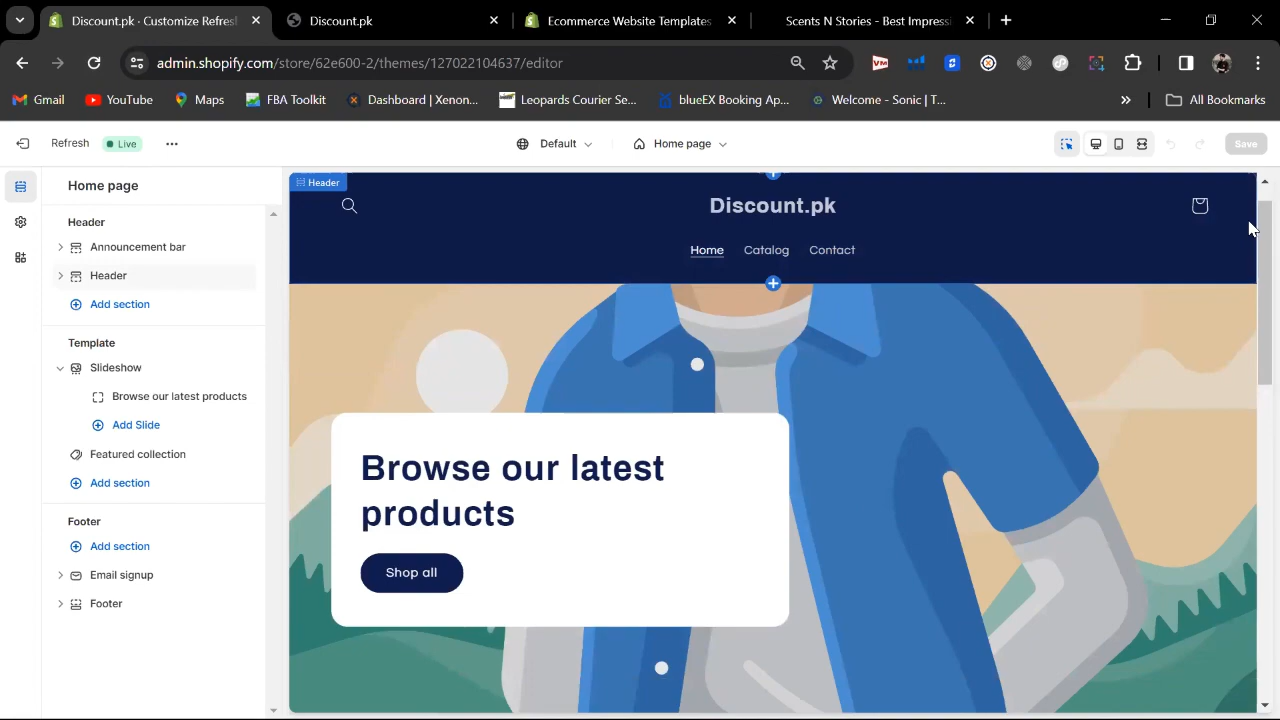 Discount.pk · Customize Refres
Discount.pk
Ecommerce Website Templates
Scents N Stories - Best Impress
admin.shopify.com/store/62e600-2/themes/127022104637/editor
Gmail
YouTube
Maps
FBA Toolkit
Dashboard | Xenon...
Leopards Courier Se...
blueEX Booking Ap...
Welcome - Sonic | T...
All Bookmarks
Refresh
Live
Default
Home page
Save
Home page
Header
Announcement bar
Header
Add section
Template
Slideshow
Browse our latest products
Add Slide
Featured collection
Add section
Footer
Add section
Email signup
Footer
Header
Discount.pk
Home
Catalog
Contact
Browse our latest
products
Shop all